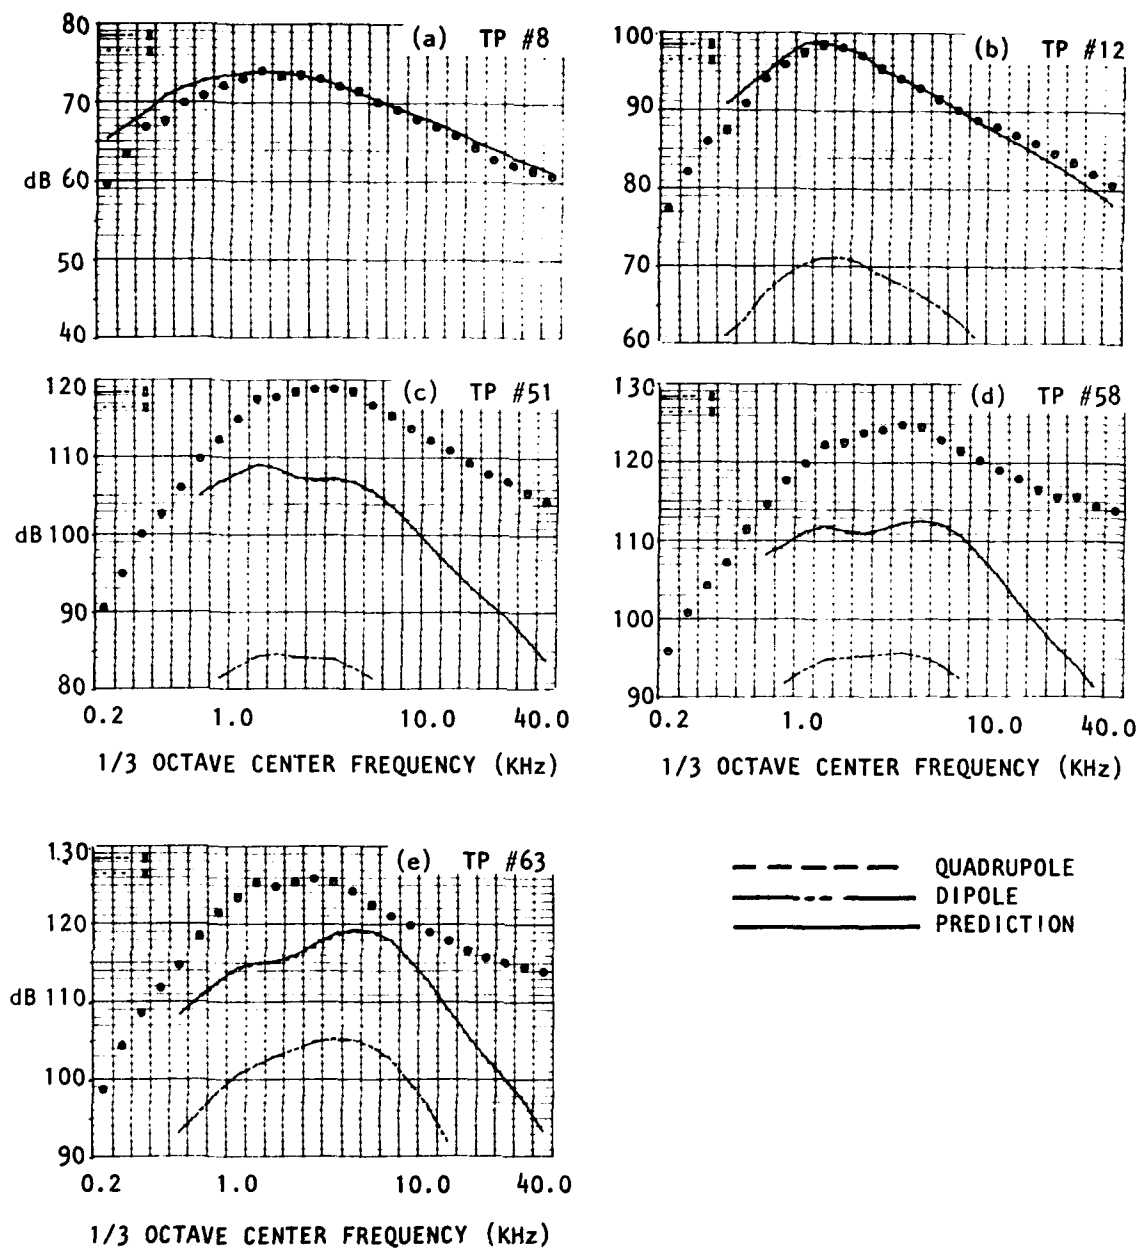 (a) TP #8
80
70
dB 60
50
40
(b) TP #12
100
90
80
70
60
(c) TP #51
120
110
dB 100
90
80
0.2 1.0 10.0 40.0
1/3 OCTAVE CENTER FREQUENCY (KHz)
(d) TP #58
130
120
110
100
90
0.2 1.0 10.0 40.0
1/3 OCTAVE CENTER FREQUENCY (KHz)
(e) TP #63
130
120
dB 110
100
90
0.2 1.0 10.0 40.0
1/3 OCTAVE CENTER FREQUENCY (KHz)
QUADRUPOLE
DIPOLE
PREDICTION